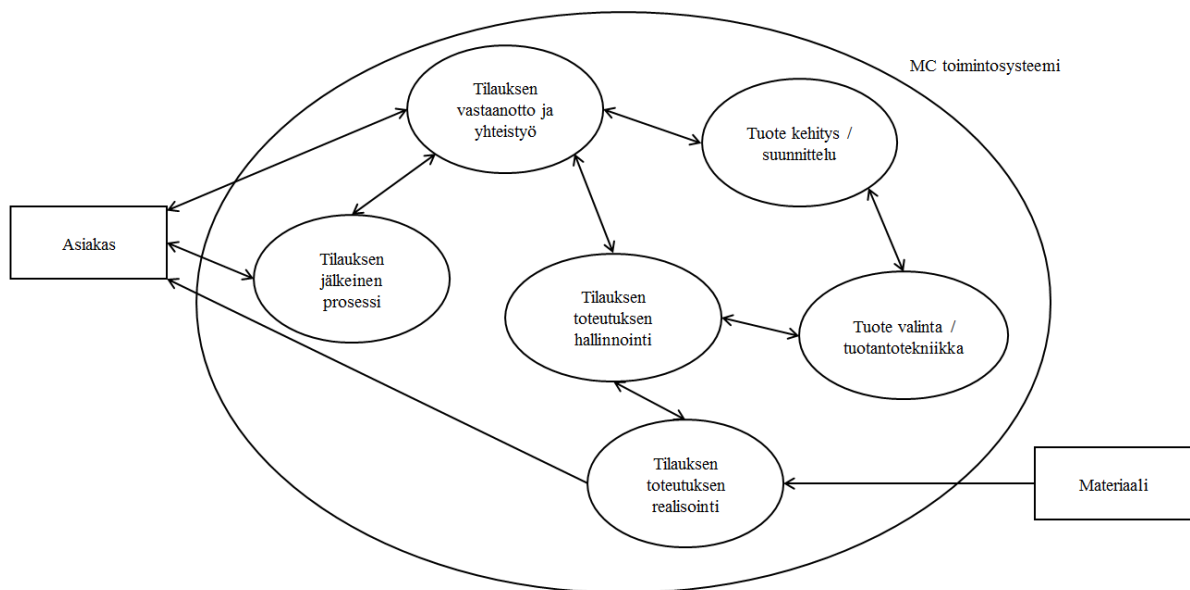 MC toimintosysteemi
Tilauksen
vastaanotto ja
yhteistyö
Tuote kehitys /
suunnittelu
Asiakas
Tilauksen
jälkeinen
prosessi
Tilauksen
toteutuksen
hallinnointi
Tuote valinta /
tuotantotekniikka
Tilauksen
toteutuksen
realisointi
Materiaali